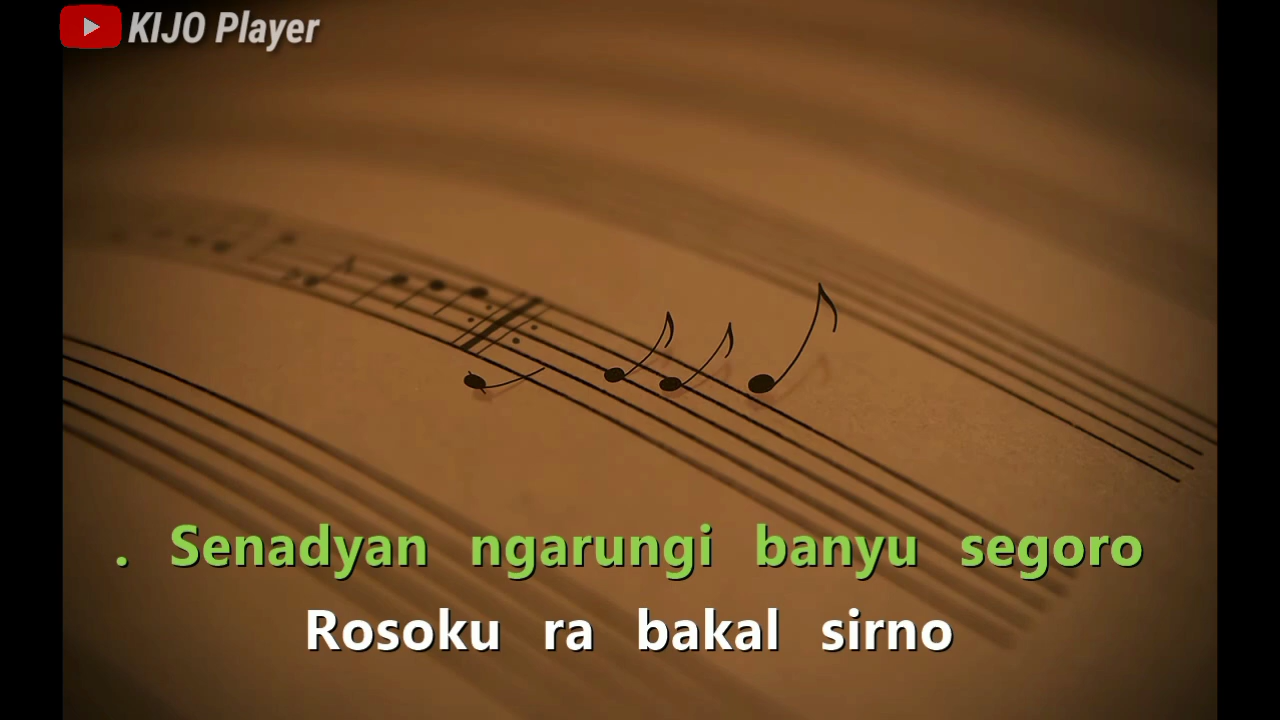 KIJO Player
. Senadyan ngarungi banyu segoro
Rosoku ra bakal sirno